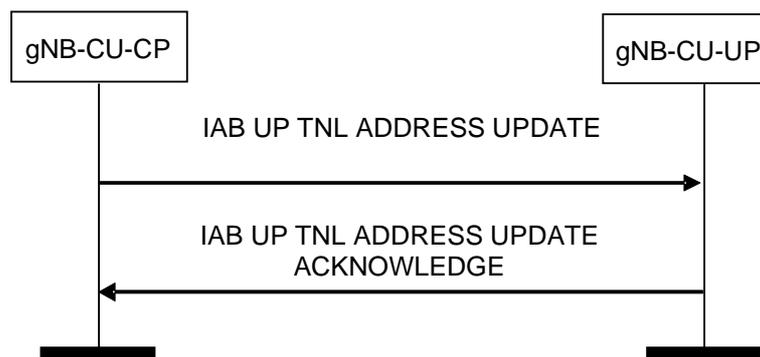 gNB-CU-CP
gNB-CU-UP
IAB UP TNL ADDRESS UPDATE
IAB UP TNL ADDRESS UPDATE
ACKNOWLEDGE